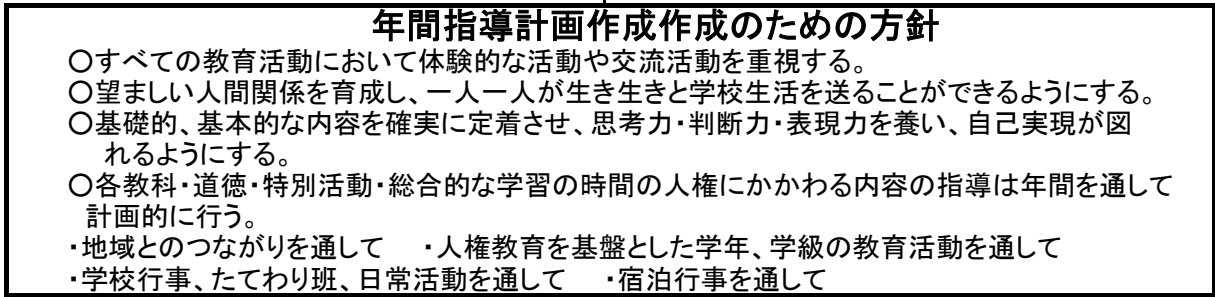 年間指導計画作成作成のための方針
○すべての教育活動において体験的な活動や交流活動を重視する。
○望ましい人間関係を育成し、一人一人が生き生きと学校生活を送ることができるようにする。
○基礎的、基本的な内容を確実に定着させ、思考力・判断力・表現力を養い、自己実現が図
れるようにする。
○各教科・道徳・特別活動・総合的な学習の時間の人権にかかわる内容の指導は年間を通して
計画的に行う。
・地域とのつながりを通して　・人権教育を基盤とした学年、学級の教育活動を通して
・学校行事、たてわり班、日常活動を通して　・宿泊行事を通して